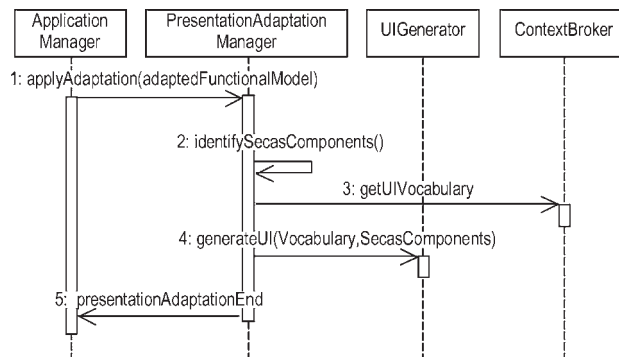 Application
Manager
PresentationAdaptation
Manager
UIGenerator
ContextBroker
1: applyAdaptation(adaptedFunctionalModel)
2: identifySecasComponents()
3: getUIVocabulary
4: generateUI(Vocabulary,SecasComponents)
5: presentationAdaptationEnd